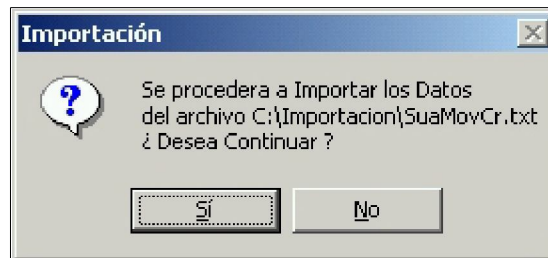 Importación
Se procedera a Importar los Datos
del archivo C:\Importacion\SuaMovCr.txt
¿ Desea Continuar ?
Sí
No